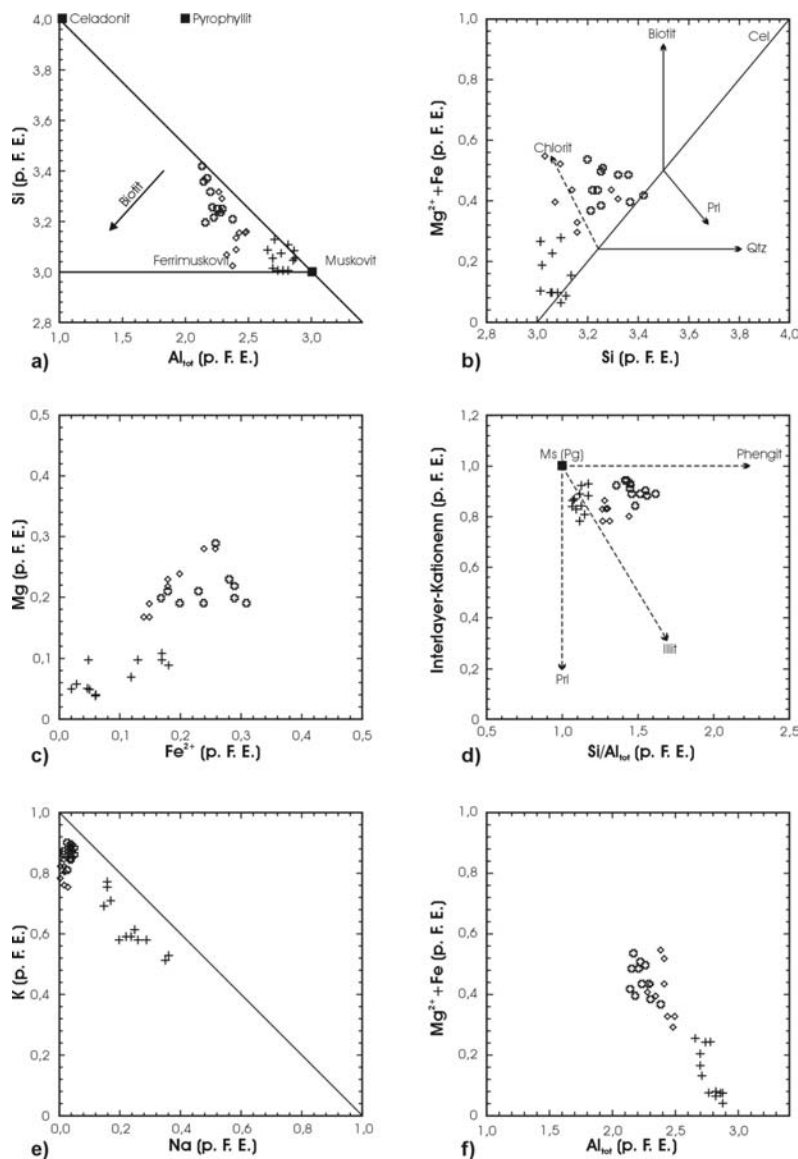 Celadonit
Pyrophyllit
4,0
3,8
3,6
3,4
3,2
3,0
2,8
Si (p. F. E.)
Biotit
Ferrimuskovit
Muskovit
1,0
1,5
2,0
2,5
3,0
Al tot (p. F. E.)
a)
1,0
0,8
0,6
0,4
0,2
0
Mg²⁺+Fe (p. F. E.)
Biotit
Cel
Chlorit
Prl
Qtz
2,8
3,0
3,2
3,4
3,6
3,8
4,0
Si (p. F. E.)
b)
0,5
0,4
0,3
0,2
0,1
0
Mg (p. F. E.)
0
0,1
0,2
0,3
0,4
0,5
Fe²⁺ (p. F. E.)
c)
1,2
1,0
0,8
0,6
0,4
0,2
0
Interlayer-Kationenn (p. F. E.)
Ms (Pg)
Phengit
Illit
Prl
0,5
1,0
1,5
2,0
2,5
Si/Al tot (p. F. E.)
d)
1,0
0,8
0,6
0,4
0,2
0
K (p. F. E.)
0,0
0,2
0,4
0,6
0,8
1,0
Na (p. F. E.)
e)
1,0
0,8
0,6
0,4
0,2
0
Mg²⁺+Fe (p. F. E.)
1,0
1,5
2,0
2,5
3,0
Al tot (p. F. E.)
f)